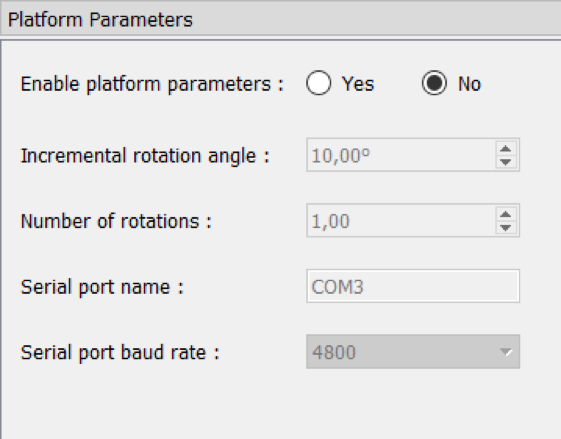 Platform Parameters
Enable platform parameters : Yes No
Incremental rotation angle : 10,00º
Number of rotations : 1,00
Serial port name : COM3
Serial port baud rate : 4800